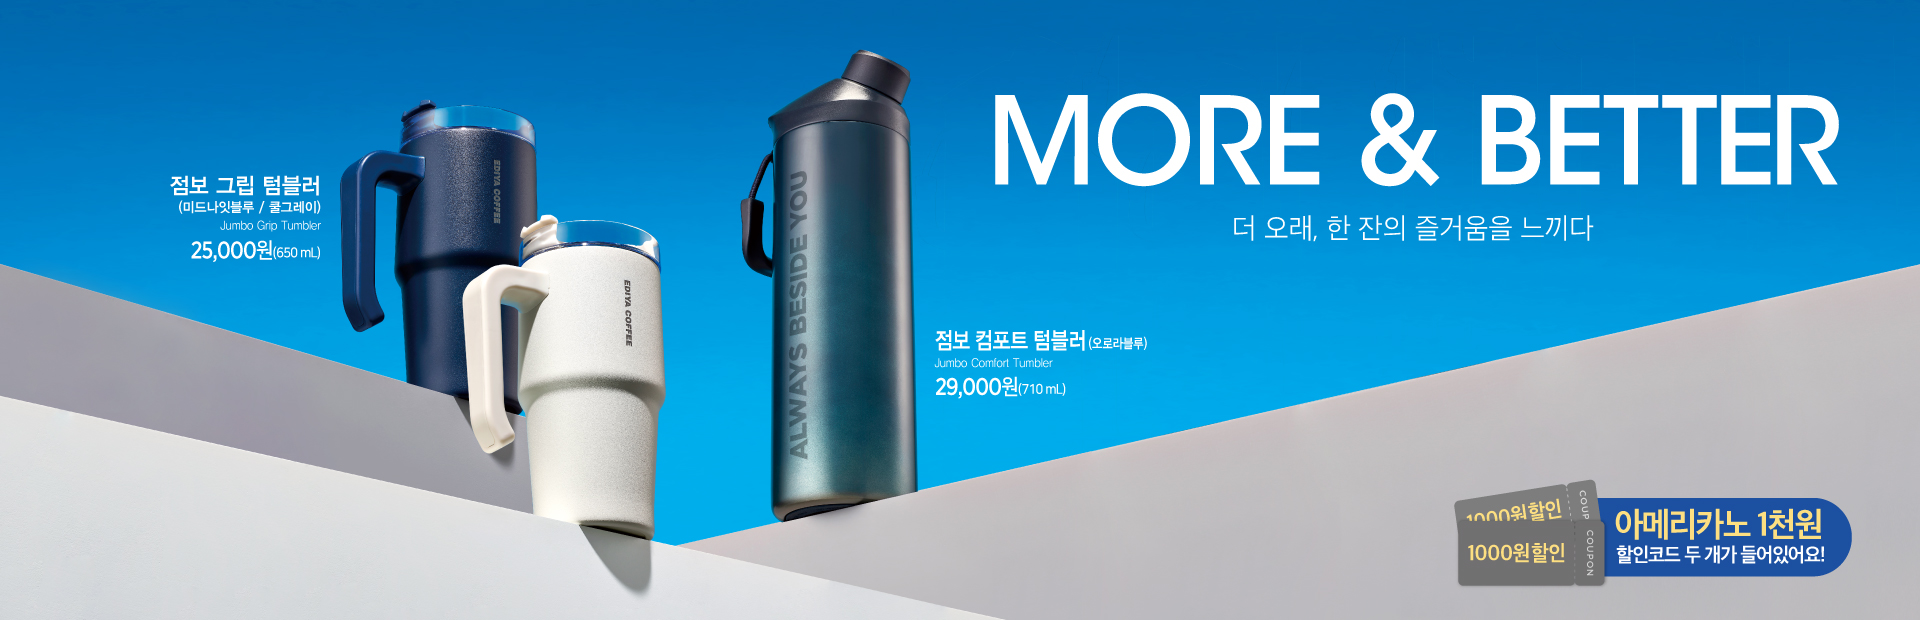 MORE & BETTER
더 오래, 한 잔의 즐거움을 느끼다
점보 그립 텀블러
(미드나잇블루 / 쿨그레이)
Jumbo Grip Tumbler
25,000원(650 mL)
EDIYA COFFEE
EDIYA COFFEE
ALWAYS BESIDE YOU
점보 컴포트 텀블러 (오로라블루)
Jumbo Comfort Tumbler
29,000원(710 mL)
1000원할인
COUP
1000원할인
COUPON
아메리카노 1천원
할인코드 두 개가 들어있어요!